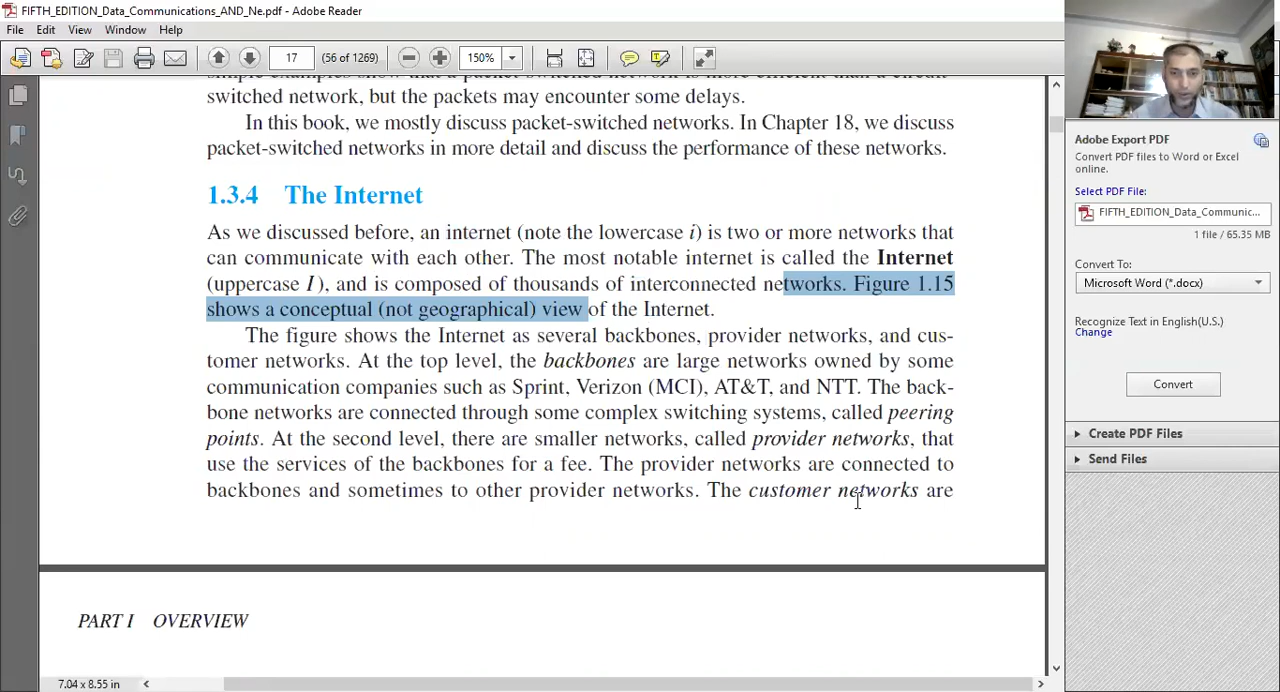 FIFTH_EDITION_Data_Communications_AND_Ne.pdf - Adobe Reader
File Edit View Window Help
17 (56 of 1269) 150%
switched network, but the packets may encounter some delays.
In this book, we mostly discuss packet-switched networks. In Chapter 18, we discuss
packet-switched networks in more detail and discuss the performance of these networks.
1.3.4 The Internet
As we discussed before, an internet (note the lowercase i) is two or more networks that
can communicate with each other. The most notable internet is called the Internet
(uppercase I ), and is composed of thousands of interconnected networks. Figure 1.15
shows a conceptual (not geographical) view of the Internet.
The figure shows the Internet as several backbones, provider networks, and cus-
tomer networks. At the top level, the backbones are large networks owned by some
communication companies such as Sprint, Verizon (MCI), AT&T, and NTT. The back-
bone networks are connected through some complex switching systems, called peering
points. At the second level, there are smaller networks, called provider networks, that
use the services of the backbones for a fee. The provider networks are connected to
backbones and sometimes to other provider networks. The customer networks are
PART I OVERVIEW
7.04 x 8.55 in
Adobe Export PDF
Convert PDF files to Word or Excel
online.
Select PDF File:
FIFTH_EDITION_Data_Communic...
1 file / 65.35 MB
Convert To:
Microsoft Word (*.docx)
Recognize Text in English(U.S.)
Change
Convert
Create PDF Files
Send Files